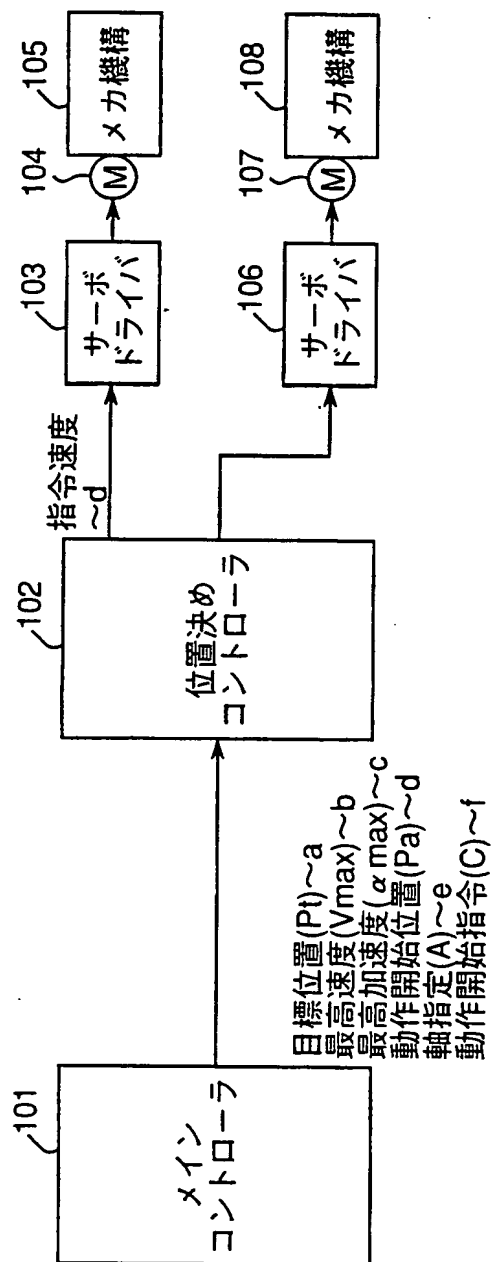 101
メイン
コントローラ
目標位置(Pt)~a
最高速度(Vmax)~b
最高加速度(αmax)~c
動作開始位置(Pa)~d
軸指定(A)~e
動作開始指令(C)~f
102
位置決め
コントローラ
指令速度
~d
103
サーボ
ドライバ
104
M
105
メカ機構
106
サーボ
ドライバ
107
M
108
メカ機構